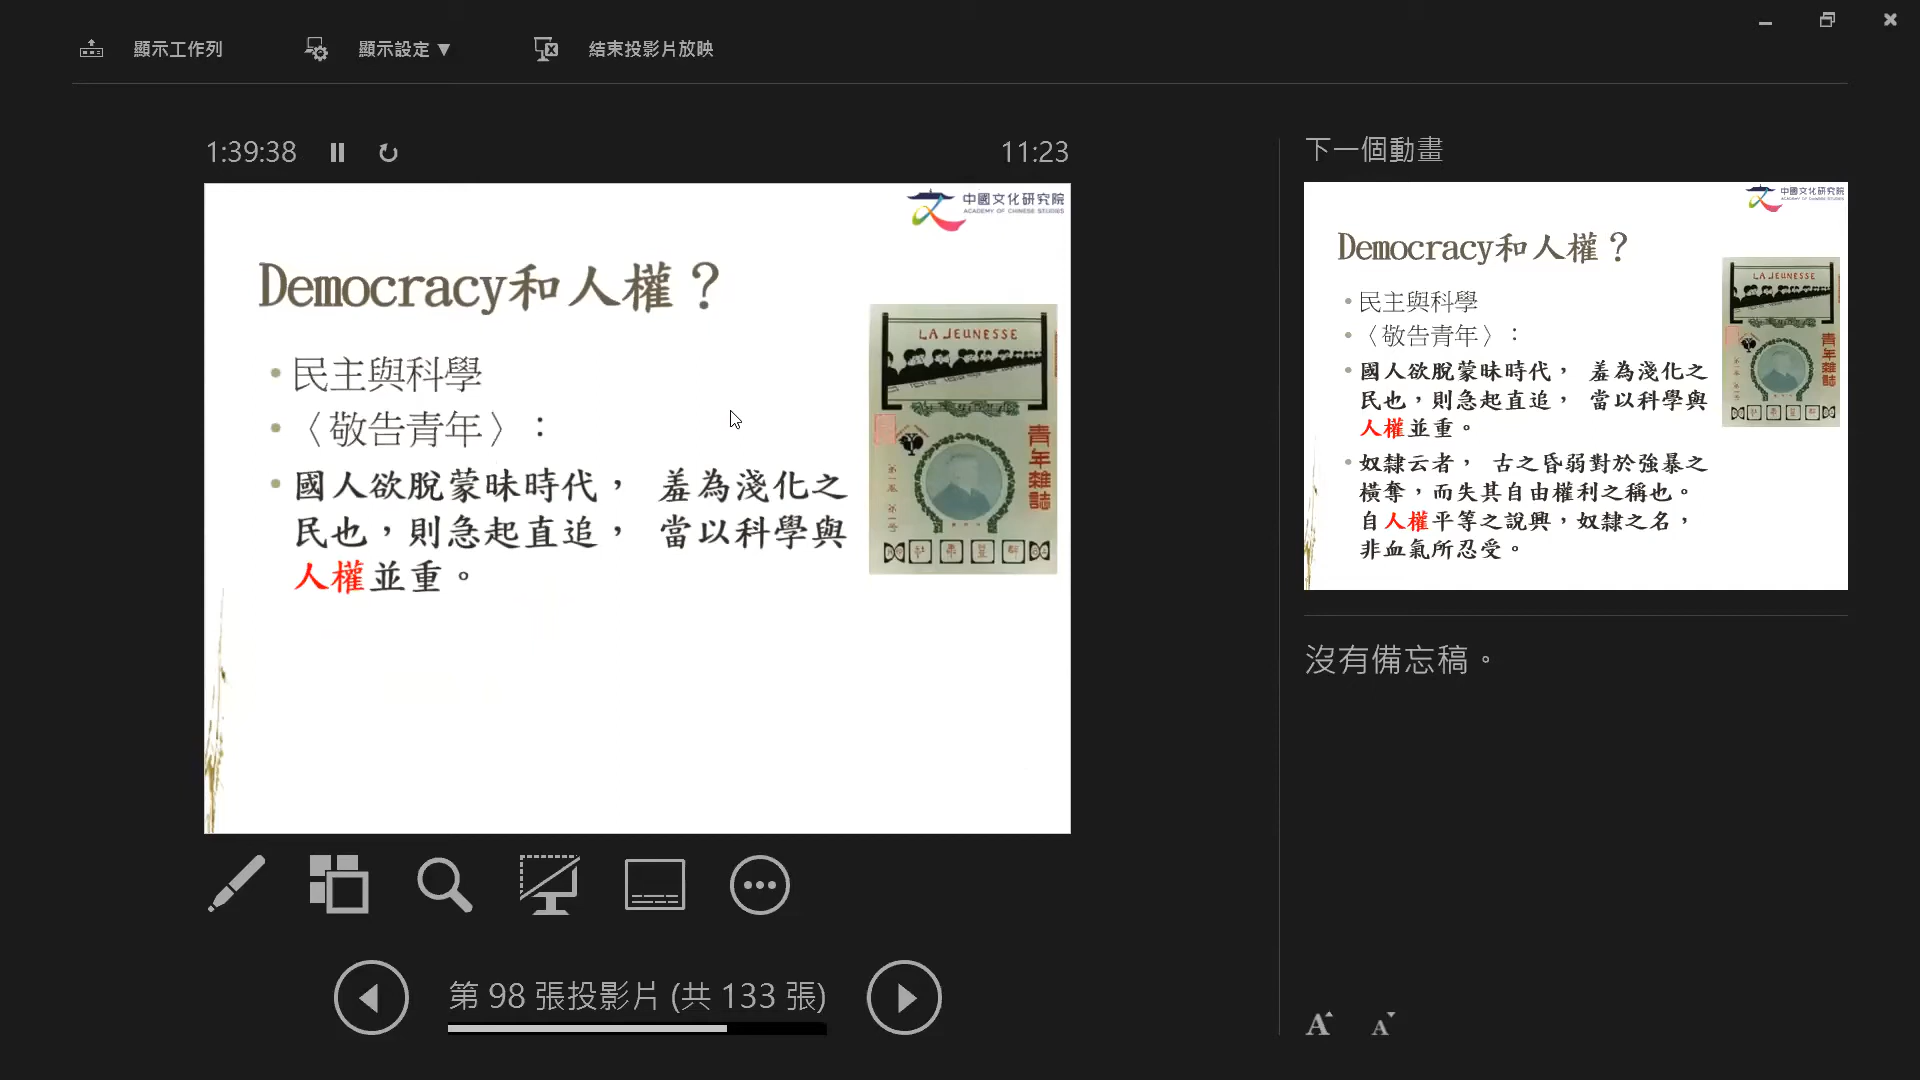 顯示工作列
顯示設定 ▼
結束投影片放映
1:39:38
11:23
中國文化研究院
ACADEMY OF CHINESE STUDIES
Democracy和人權？
• 民主與科學
• 〈敬告青年〉：
• 國人欲脫蒙昧時代， 羞為淺化之
民也，則急起直追， 當以科學與
人權並重。
LA JEUNESSE
青年雜誌
第 98 張投影片 (共 133 張)
下一個動畫
中國文化研究院
ACADEMY OF CHINESE STUDIES
Democracy和人權？
• 民主與科學
• 〈敬告青年〉：
• 國人欲脫蒙昧時代， 羞為淺化之
民也，則急起直追， 當以科學與
人權並重。
• 奴隸云者， 古之昏弱對於強暴之
橫奪，而失其自由權利之稱也。
自人權平等之說興，奴隸之名，
非血氣所忍受。
LA JEUNESSE
青年雜誌
沒有備忘稿。
A
A